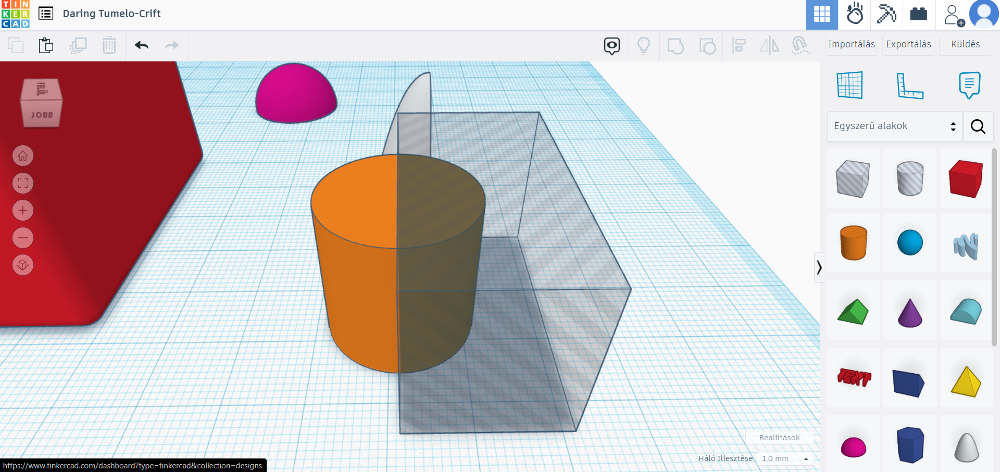 TIN
KER
CAD
Daring Tumelo-Crift
Importálás
Exportálás
Küldés
FELÜL
JOBB
Egyszerű alakok
TEXT
Beállítások
Háló Illesztése
1,0 mm
https://www.tinkercad.com/dashboard?type=tinkercad&collection=designs